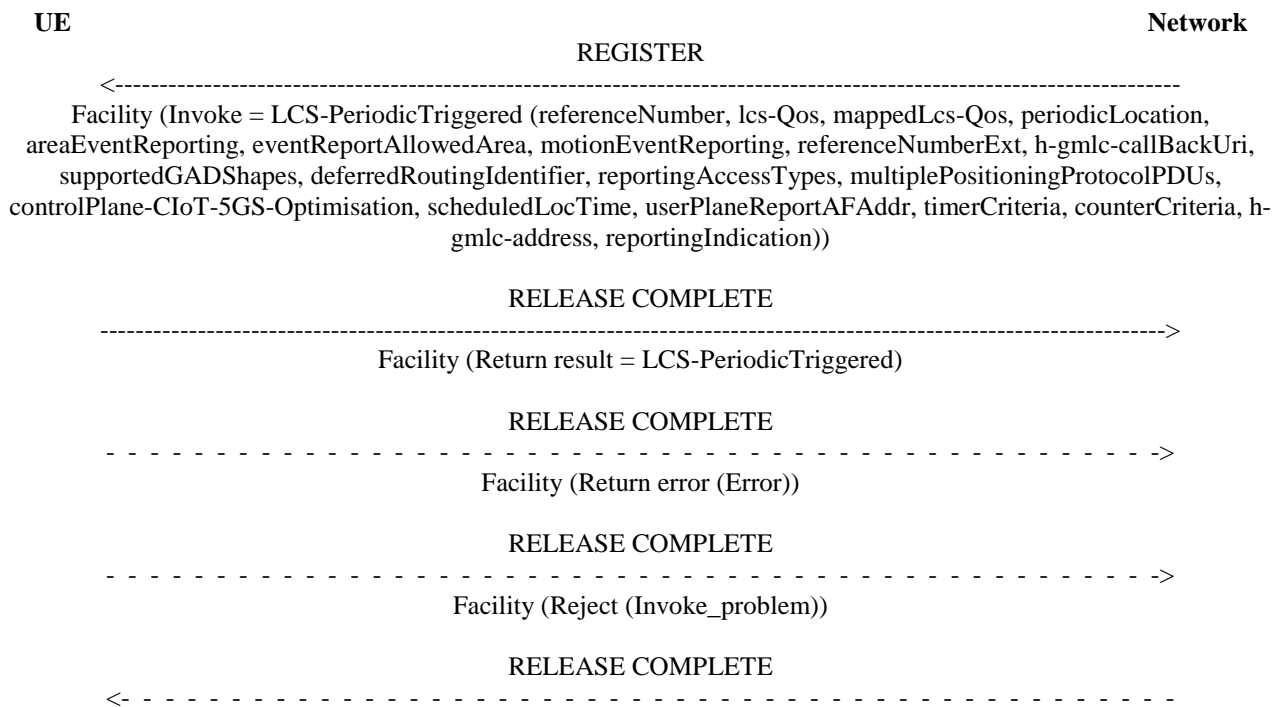 UE Network
REGISTER
<------------------------------------------------------------------------------------------------------------------------
Facility (Invoke = LCS-PeriodicTriggered (referenceNumber, lcs-Qos, mappedLcs-Qos, periodicLocation,
areaEventReporting, eventReportAllowedArea, motionEventReporting, referenceNumberExt, h-gmlc-callBackUri,
supportedGADShapes, deferredRoutingIdentifier, reportingAccessTypes, multiplePositioningProtocolPDUs,
controlPlane-CIoT-5GS-Optimisation, scheduledLocTime, userPlaneReportAFAddr, timerCriteria, counterCriteria, h-
gmlc-address, reportingIndication))
RELEASE COMPLETE
------------------------------------------------------------------------------------------------------------------------>
Facility (Return result = LCS-PeriodicTriggered)
RELEASE COMPLETE
- - - - - - - - - - - - - - - - - - - - - - - - - - - - - - - - - - - ->
Facility (Return error (Error))
RELEASE COMPLETE
- - - - - - - - - - - - - - - - - - - - - - - - - - - - - - - - - - - ->
Facility (Reject (Invoke_problem))
RELEASE COMPLETE
<- - - - - - - - - - - - - - - - - - - - - - - - - - - - - - - - - - - -